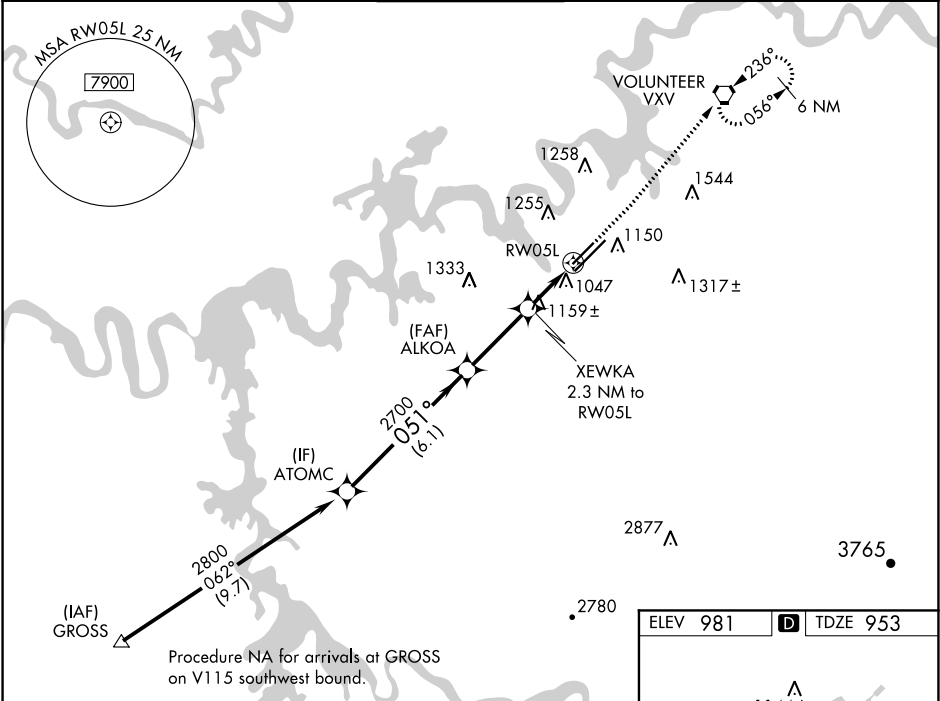 MSA RW05L 25 NM
7900
VOLUNTEER
VXV
236°
056°
6 NM
1258
1544
1255
1150
RW05L
1333
1047
1317±
1159±
(FAF)
ALKOA
XEWKA
2.3 NM to
RW05L
2700
051°
(6.1)
(IF)
ATOMC
2877
3765
2800
062°
(9.7)
2780
(IAF)
GROSS
ELEV 981
D
TDZE 953
Procedure NA for arrivals at GROSS
on V115 southwest bound.